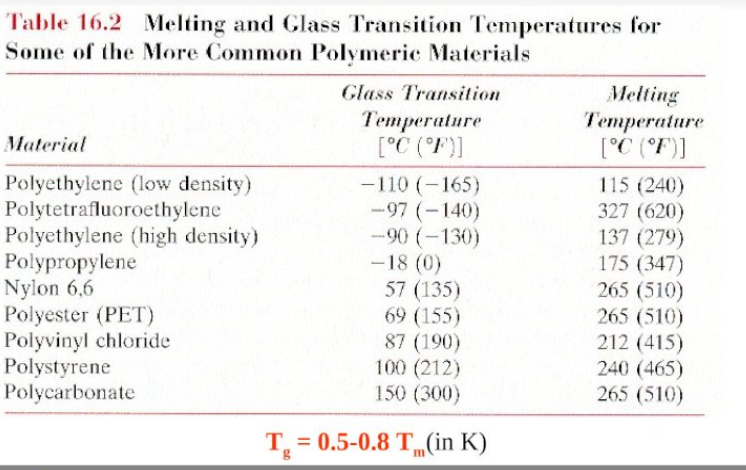 Table 16.2 Melting and Glass Transition Temperatures for
Some of the More Common Polymeric Materials
Glass Transition Melting
Temperature Temperature
Material [°C (°F)] [°C (°F)]
Polyethylene (low density) −110 (−165) 115 (240)
Polytetrafluoroethylene −97 (−140) 327 (620)
Polyethylene (high density) −90 (−130) 137 (279)
Polypropylene −18 (0) 175 (347)
Nylon 6,6 57 (135) 265 (510)
Polyester (PET) 69 (155) 265 (510)
Polyvinyl chloride 87 (190) 212 (415)
Polystyrene 100 (212) 240 (465)
Polycarbonate 150 (300) 265 (510)
Tg = 0.5-0.8 Tm(in K)